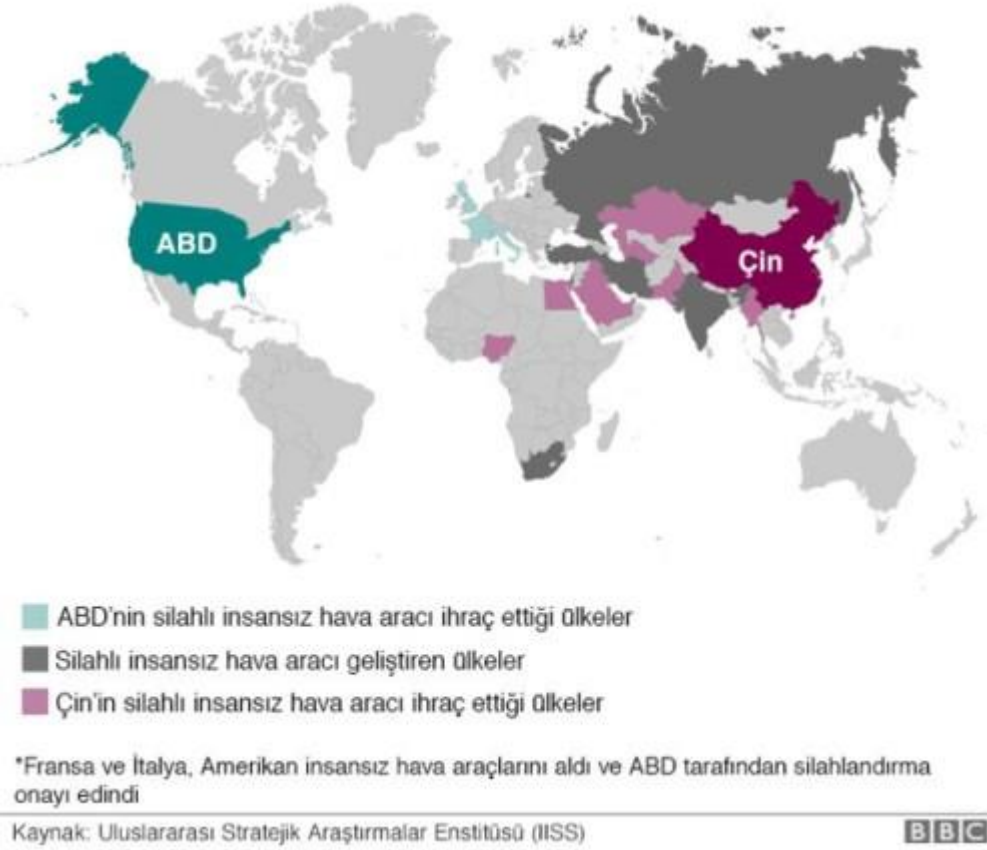 ABD
Çin
ABD'nin silahlı insansız hava aracı ihraç ettiği ülkeler
Silahlı insansız hava aracı geliştiren ülkeler
Çin'in silahlı insansız hava aracı ihraç ettiği ülkeler
*Fransa ve İtalya, Amerikan insansız hava araçlarını aldı ve ABD tarafından silahlandırma
onayı edindi
Kaynak: Uluslararası Stratejik Araştırmalar Enstitüsü (IISS)
BBC